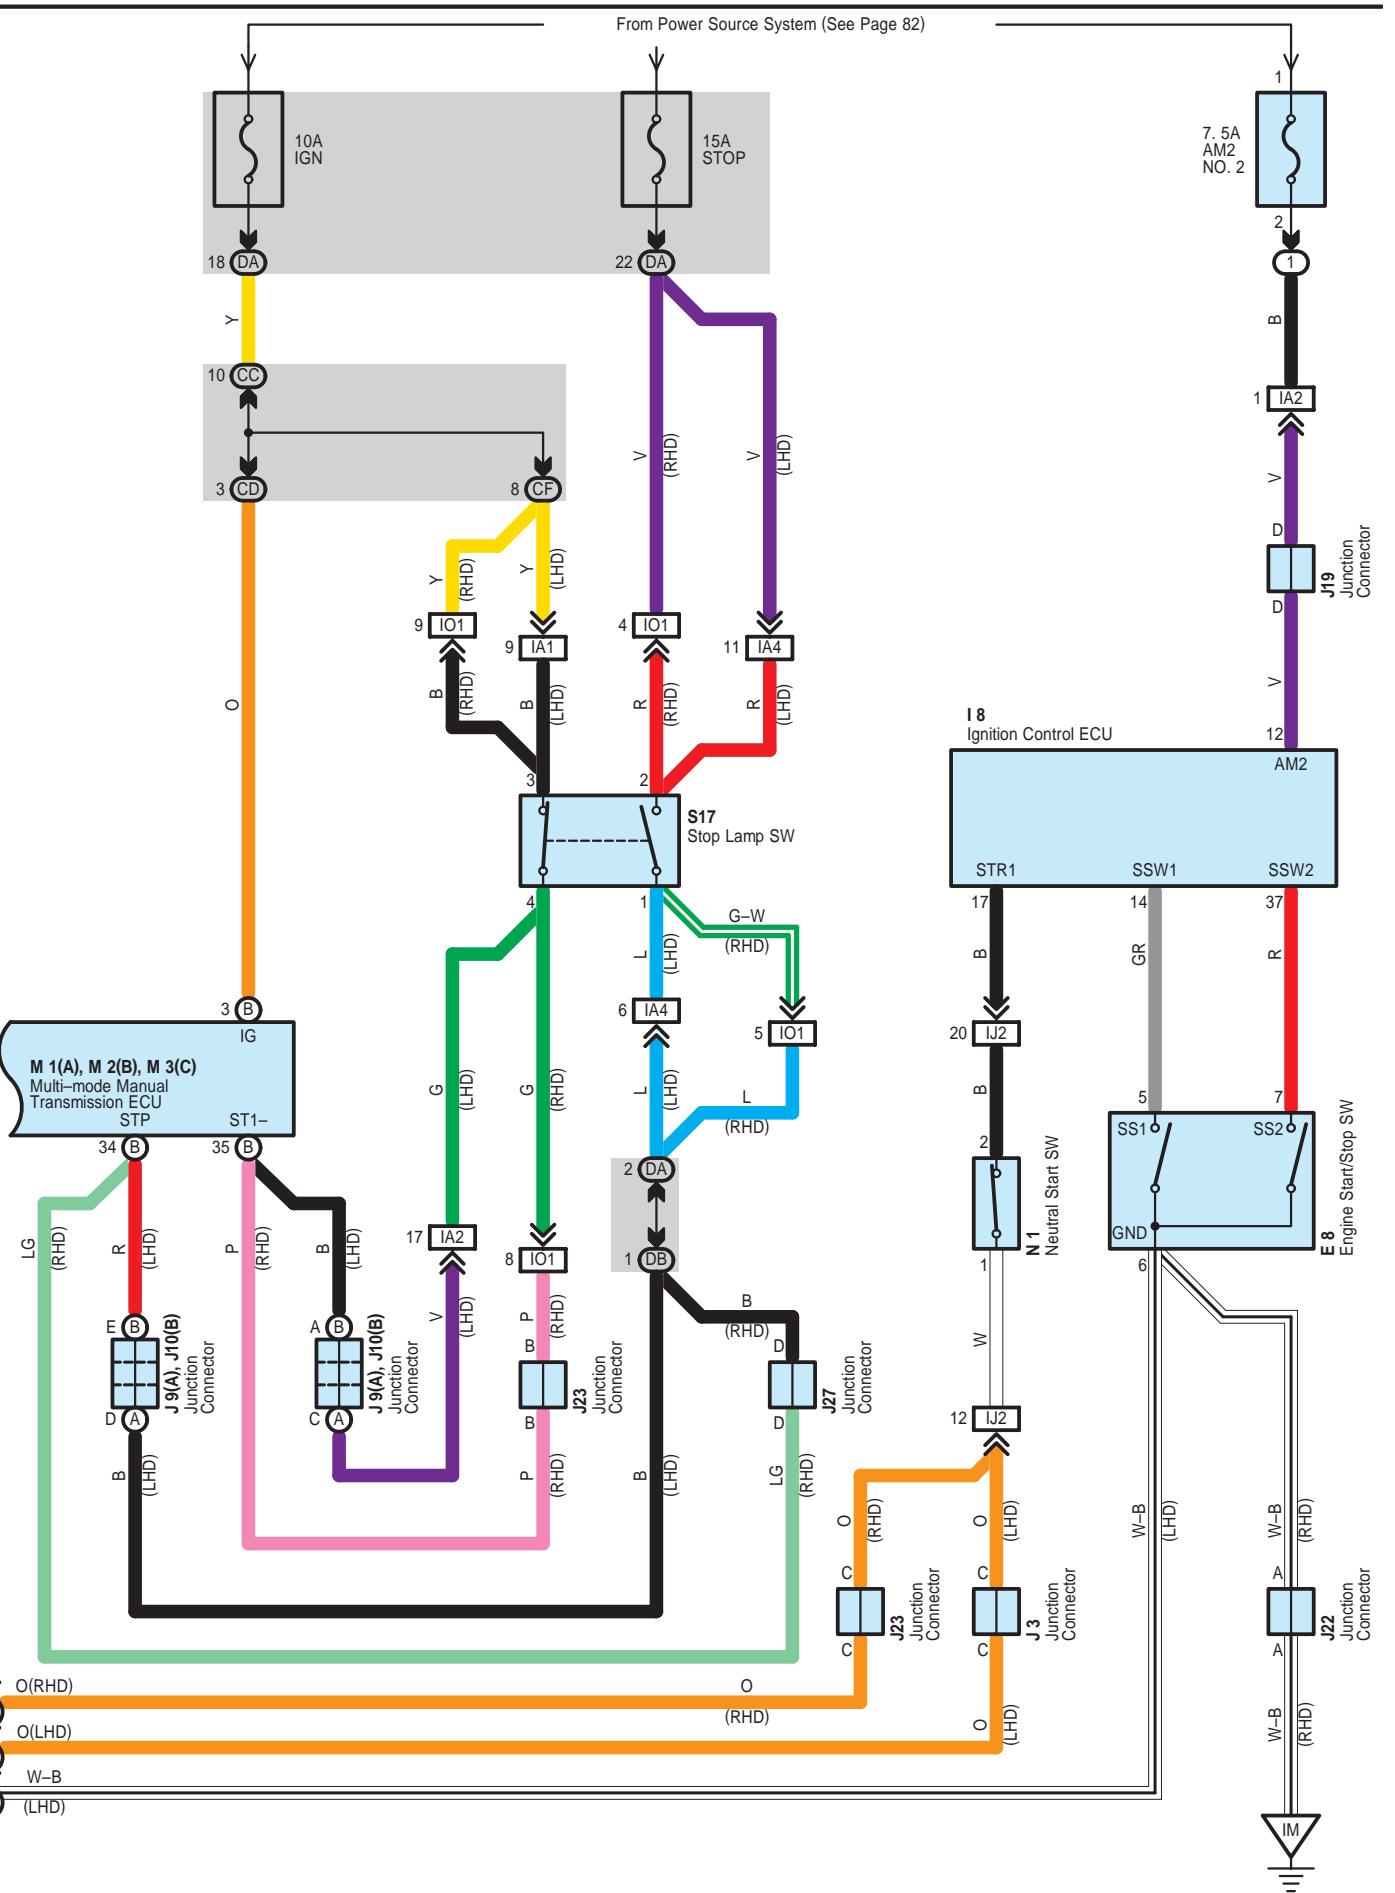 From Power Source System (See Page 82)
1
10A
IGN
15A
STOP
7. 5A
AM2
NO. 2
2
18 DA
22 DA
1
Y
B
10 CC
1 IA2
V
(RHD)
V
(LHD)
V
3 CD
8 CF
D
J19
Junction
Connector
D
Y
(RHD)
Y
(LHD)
9 IO1
9 IA1
4 IO1
11 IA4
O
B
(RHD)
B
(LHD)
R
(RHD)
R
(LHD)
V
I 8
Ignition Control ECU
12
AM2
3
2
S17
Stop Lamp SW
STR1
SSW1
SSW2
4
1
17
14
37
G–W
(RHD)
L
(LHD)
B
GR
R
3 B
IG
6 IA4
5 IO1
20 IJ2
M 1(A), M 2(B), M 3(C)
Multi–mode Manual
Transmission ECU
STP
ST1–
G
(LHD)
G
(RHD)
L
(LHD)
L
(RHD)
B
5
7
34 B
35 B
2
SS1
SS2
2 DA
N 1
Neutral Start SW
GND
E 8
Engine Start/Stop SW
LG
(RHD)
R
(LHD)
P
(RHD)
B
(LHD)
17 IA2
8 IO1
1 DB
1
6
E B
J 9(A), J10(B)
Junction
Connector
D A
A B
J 9(A), J10(B)
Junction
Connector
C A
V
(LHD)
P
(RHD)
B
J23
Junction
Connector
B
B
(RHD)
D
J27
Junction
Connector
D
W
12 IJ2
B
(LHD)
P
(RHD)
B
(LHD)
LG
(RHD)
O
(RHD)
O
(LHD)
W–B
(LHD)
W–B
(RHD)
C
J23
Junction
Connector
C
C
J 3
Junction
Connector
C
A
J22
Junction
Connector
A
O(RHD)
O
(RHD)
O(LHD)
O
(LHD)
W–B
(RHD)
W–B
(LHD)
IM